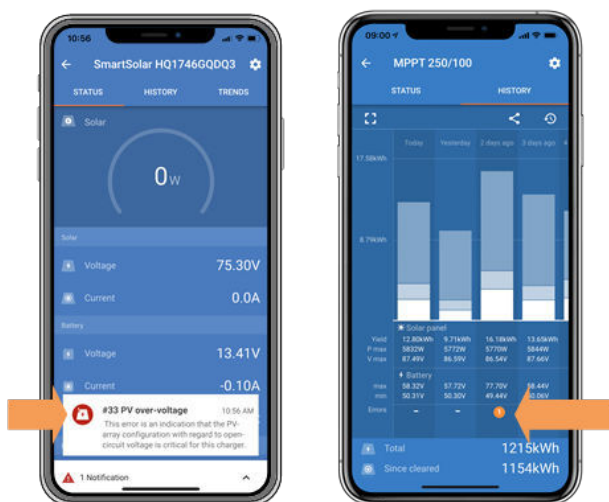 10:56
SmartSolar HQ1746GQDQ3
STATUS HISTORY TRENDS
Solar
0W
Solar
Voltage 75.30V
Current 0.0A
Battery
Voltage 13.41V
Current -0.10A
#33 PV over-voltage 10:56 AM
This error is an indication that the PV-
array configuration with regard to open-
circuit voltage is critical for this charger.
1 Notification
09:00
MPPT 250/100
STATUS HISTORY
Today Yesterday 2 days ago 3 days ago 4
17.58kWh
8.79kWh
Solar panel
Yield 12.80kWh 9.71kWh 16.18kWh 13.65kWh
P max 5832W 5772W 5770W 5844W
V max 87.49V 86.59V 86.54V 87.66V
Battery
max 58.32V 57.72V 77.70V 58.44V
min 50.31V 50.30V 49.44V
Errors – – 1
Total 1215kWh
Since cleared 1154kWh